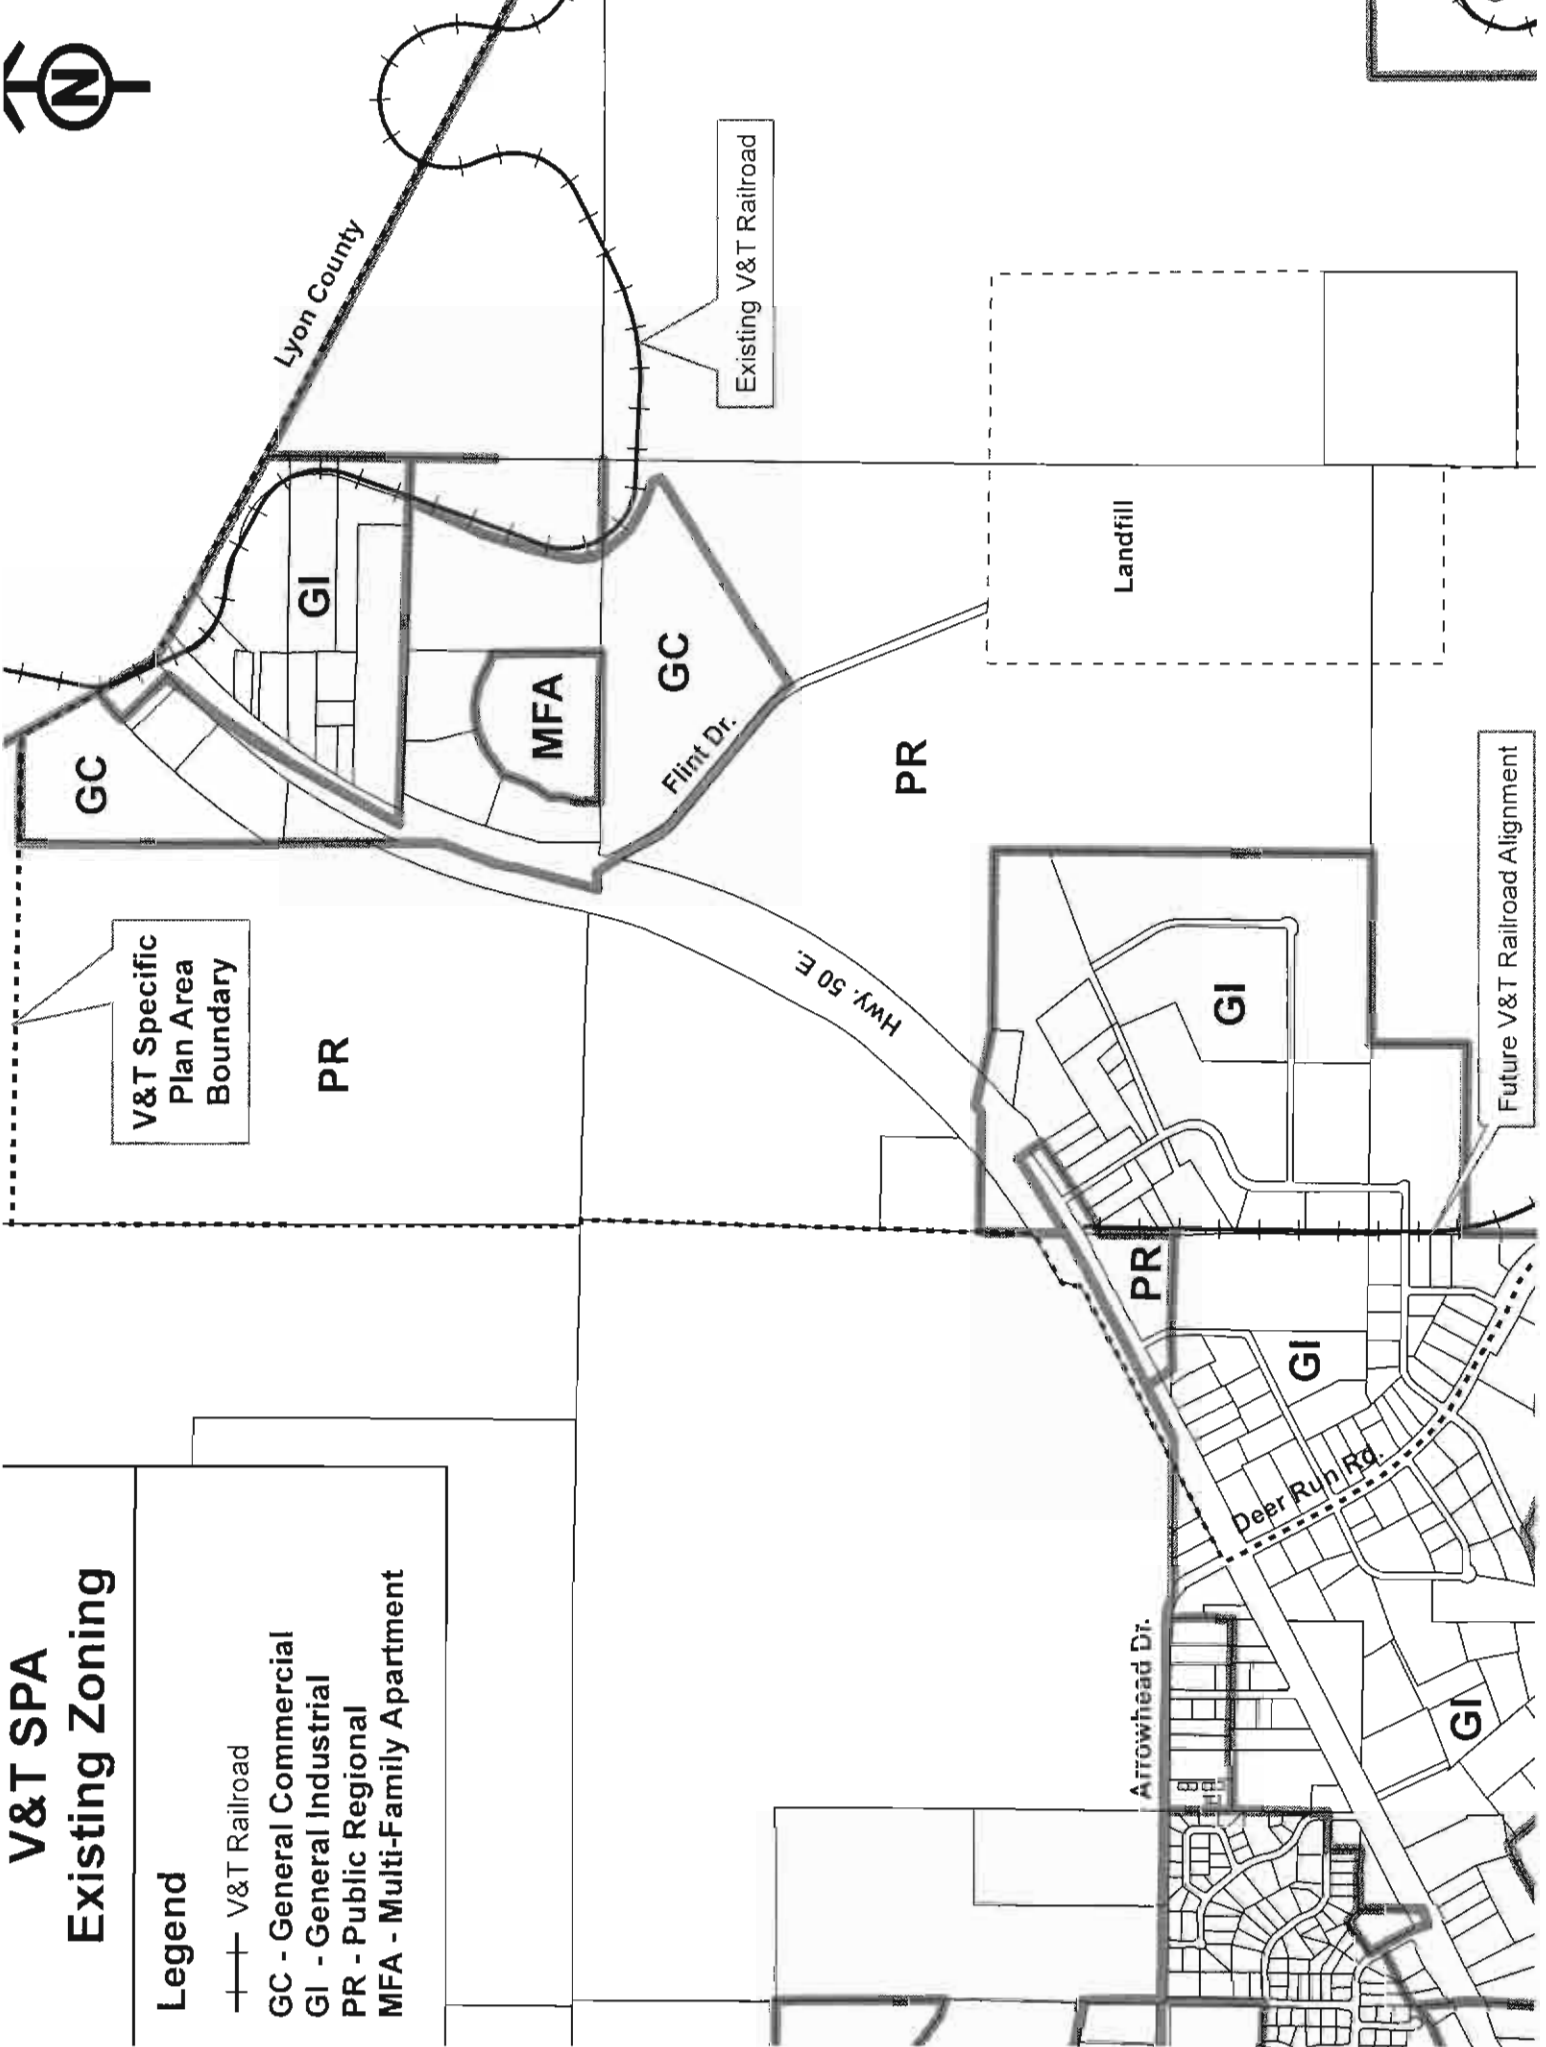 V&T SPA
Existing Zoning
Legend
V&T Railroad
GC - General Commercial
GI - General Industrial
PR - Public Regional
MFA - Multi-Family Apartment
N
V&T Specific
Plan Area
Boundary
Lyon County
GC
GI
MFA
GC
Flint Dr.
Existing V&T Railroad
PR
PR
Hwy. 50 E.
Landfill
GI
PR
GI
Future V&T Railroad Alignment
Deer Run Rd.
Arrowhead Dr.
GI